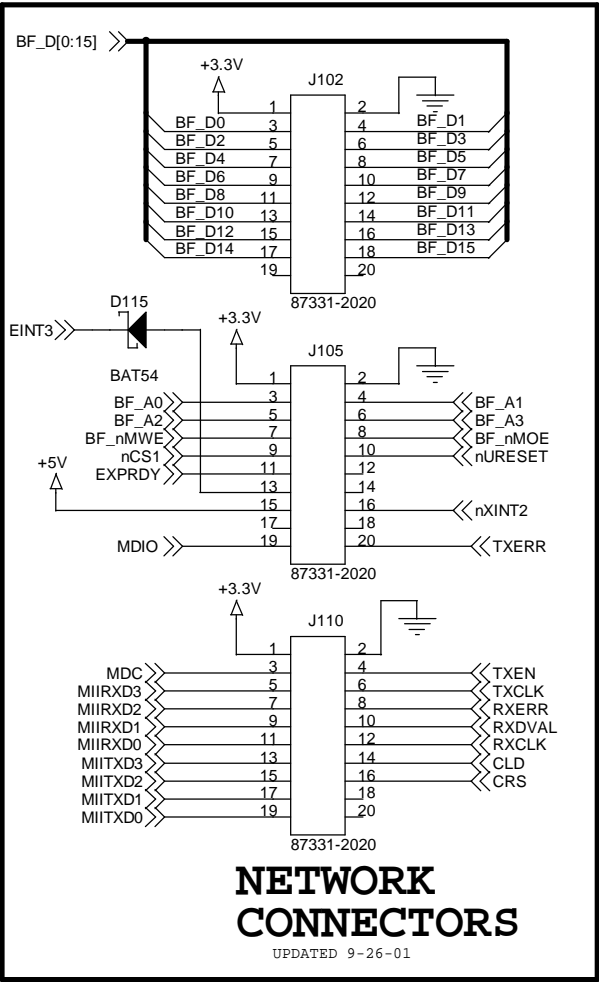 BF_D[0:15]
+3.3V
J102
1 2
BF_D0 3 4 BF_D1
BF_D2 5 6 BF_D3
BF_D4 7 8 BF_D5
BF_D6 9 10 BF_D7
BF_D8 11 12 BF_D9
BF_D10 13 14 BF_D11
BF_D12 15 16 BF_D13
BF_D14 17 18 BF_D15
19 20
87331-2020
D115
EINT3
BAT54
+3.3V
J105
1 2
BF_A0 3 4 BF_A1
BF_A2 5 6 BF_A3
BF_nMWE 7 8 BF_nMOE
nCS1 9 10 nURESET
EXPRDY 11 12
13 14
+5V
15 16 nXINT2
17 18
MDIO 19 20 TXERR
87331-2020
+3.3V
J110
1 2
MDC 3 4 TXEN
MIIRXD3 5 6 TXCLK
MIIRXD2 7 8 RXERR
MIIRXD1 9 10 RXDVAL
MIIRXD0 11 12 RXCLK
MIITXD3 13 14 CLD
MIITXD2 15 16 CRS
MIITXD1 17 18
MIITXD0 19 20
87331-2020
NETWORK
CONNECTORS
UPDATED 9-26-01